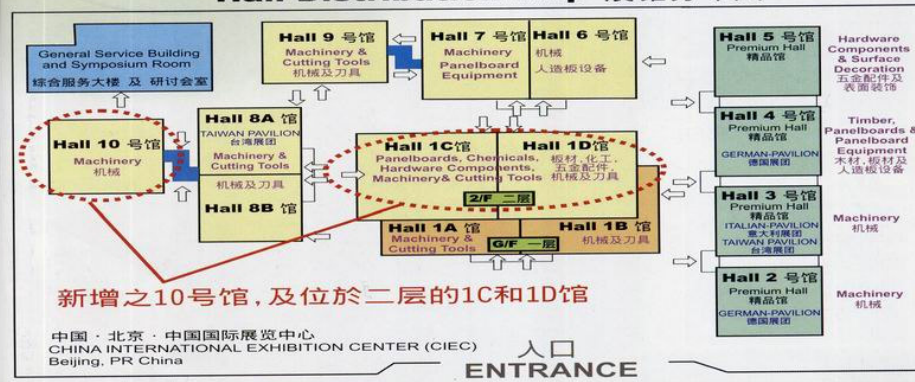 General Service Building
and Symposium Room
综合服务大楼 及 研讨会室
Hall 9 号馆
Machinery &
Cutting Tools
机械及刀具
Hall 7 号馆
Machinery
Panelboard
Equipment
Hall 6 号馆
机械
人造板设备
Hall 5 号馆
Premium Hall
精品馆
Hardware
Components
& Surface
Decoration
五金配件及
表面装饰
Hall 10 号馆
Machinery
机械
Hall 8A 馆
TAIWAN PAVILION
台湾展团
Machinery &
Cutting Tools
机械及刀具
Hall 8B 馆
Hall 1C 馆
Panelboards, Chemicals,
Hardware Components,
Machinery& Cutting Tools
Hall 1D 馆
板材,化工,
五金配件,
机械及刀具
2/F 二层
Hall 1A 馆
Machinery &
Cutting Tools
Hall 1B 馆
机械及刀具
G/F 一层
Hall 4 号馆
Premium Hall
精品馆
GERMAN-PAVILION
德国展团
Timber,
Panelboards &
Panelboard
Equipment
木材,板材及
人造板设备
Hall 3 号馆
Premium Hall
精品馆
ITALIAN-PAVILION
意大利展团
TAIWAN PAVILION
台湾展团
Machinery
机械
Hall 2 号馆
Premium Hall
精品馆
GERMAN-PAVILION
德国展团
Machinery
机械
新增之10号馆,及位於二层的1C和1D馆
中国·北京·中国国际展览中心
CHINA INTERNATIONAL EXHIBITION CENTER (CIEC)
Beijing, PR China
入口
ENTRANCE